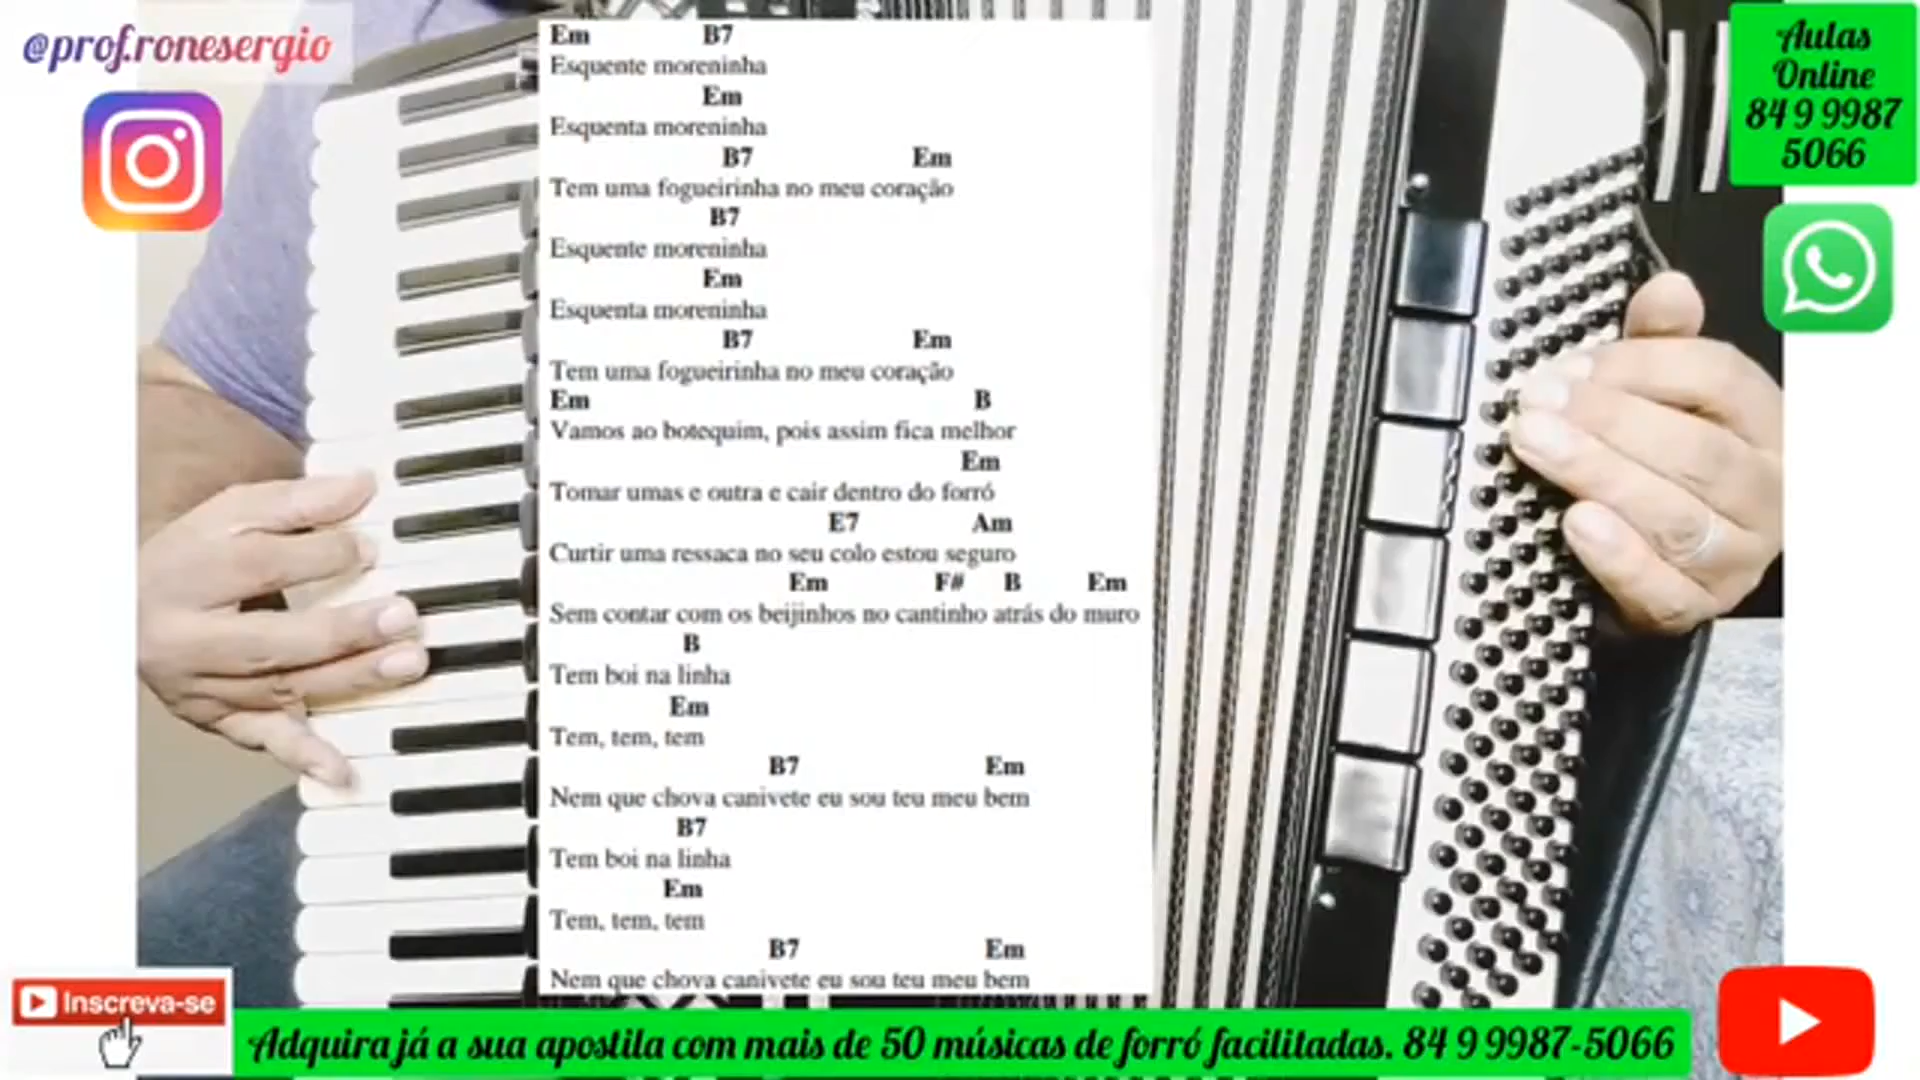 @prof.ronesergio
Em B7
Esquente moreninha
Em
Esquenta moreninha
B7 Em
Tem uma fogueirinha no meu coração
B7
Esquente moreninha
Em
Esquenta moreninha
B7 Em
Tem uma fogueirinha no meu coração
Em B
Vamos ao botequim, pois assim fica melhor
Em
Tomar umas e outra e cair dentro do forró
E7 Am
Curtir uma ressaca no seu colo estou seguro
Em F# B Em
Sem contar com os beijinhos no cantinho atrás do muro
B
Tem boi na linha
Em
Tem, tem, tem
B7 Em
Nem que chova canivete eu sou teu meu bem
B7
Tem boi na linha
Em
Tem, tem, tem
B7 Em
Nem que chova canivete eu sou teu meu bem
Aulas
Online
84 9 9987
5066
Inscreva-se
Adquira já a sua apostila com mais de 50 músicas de forró facilitadas. 84 9 9987-5066